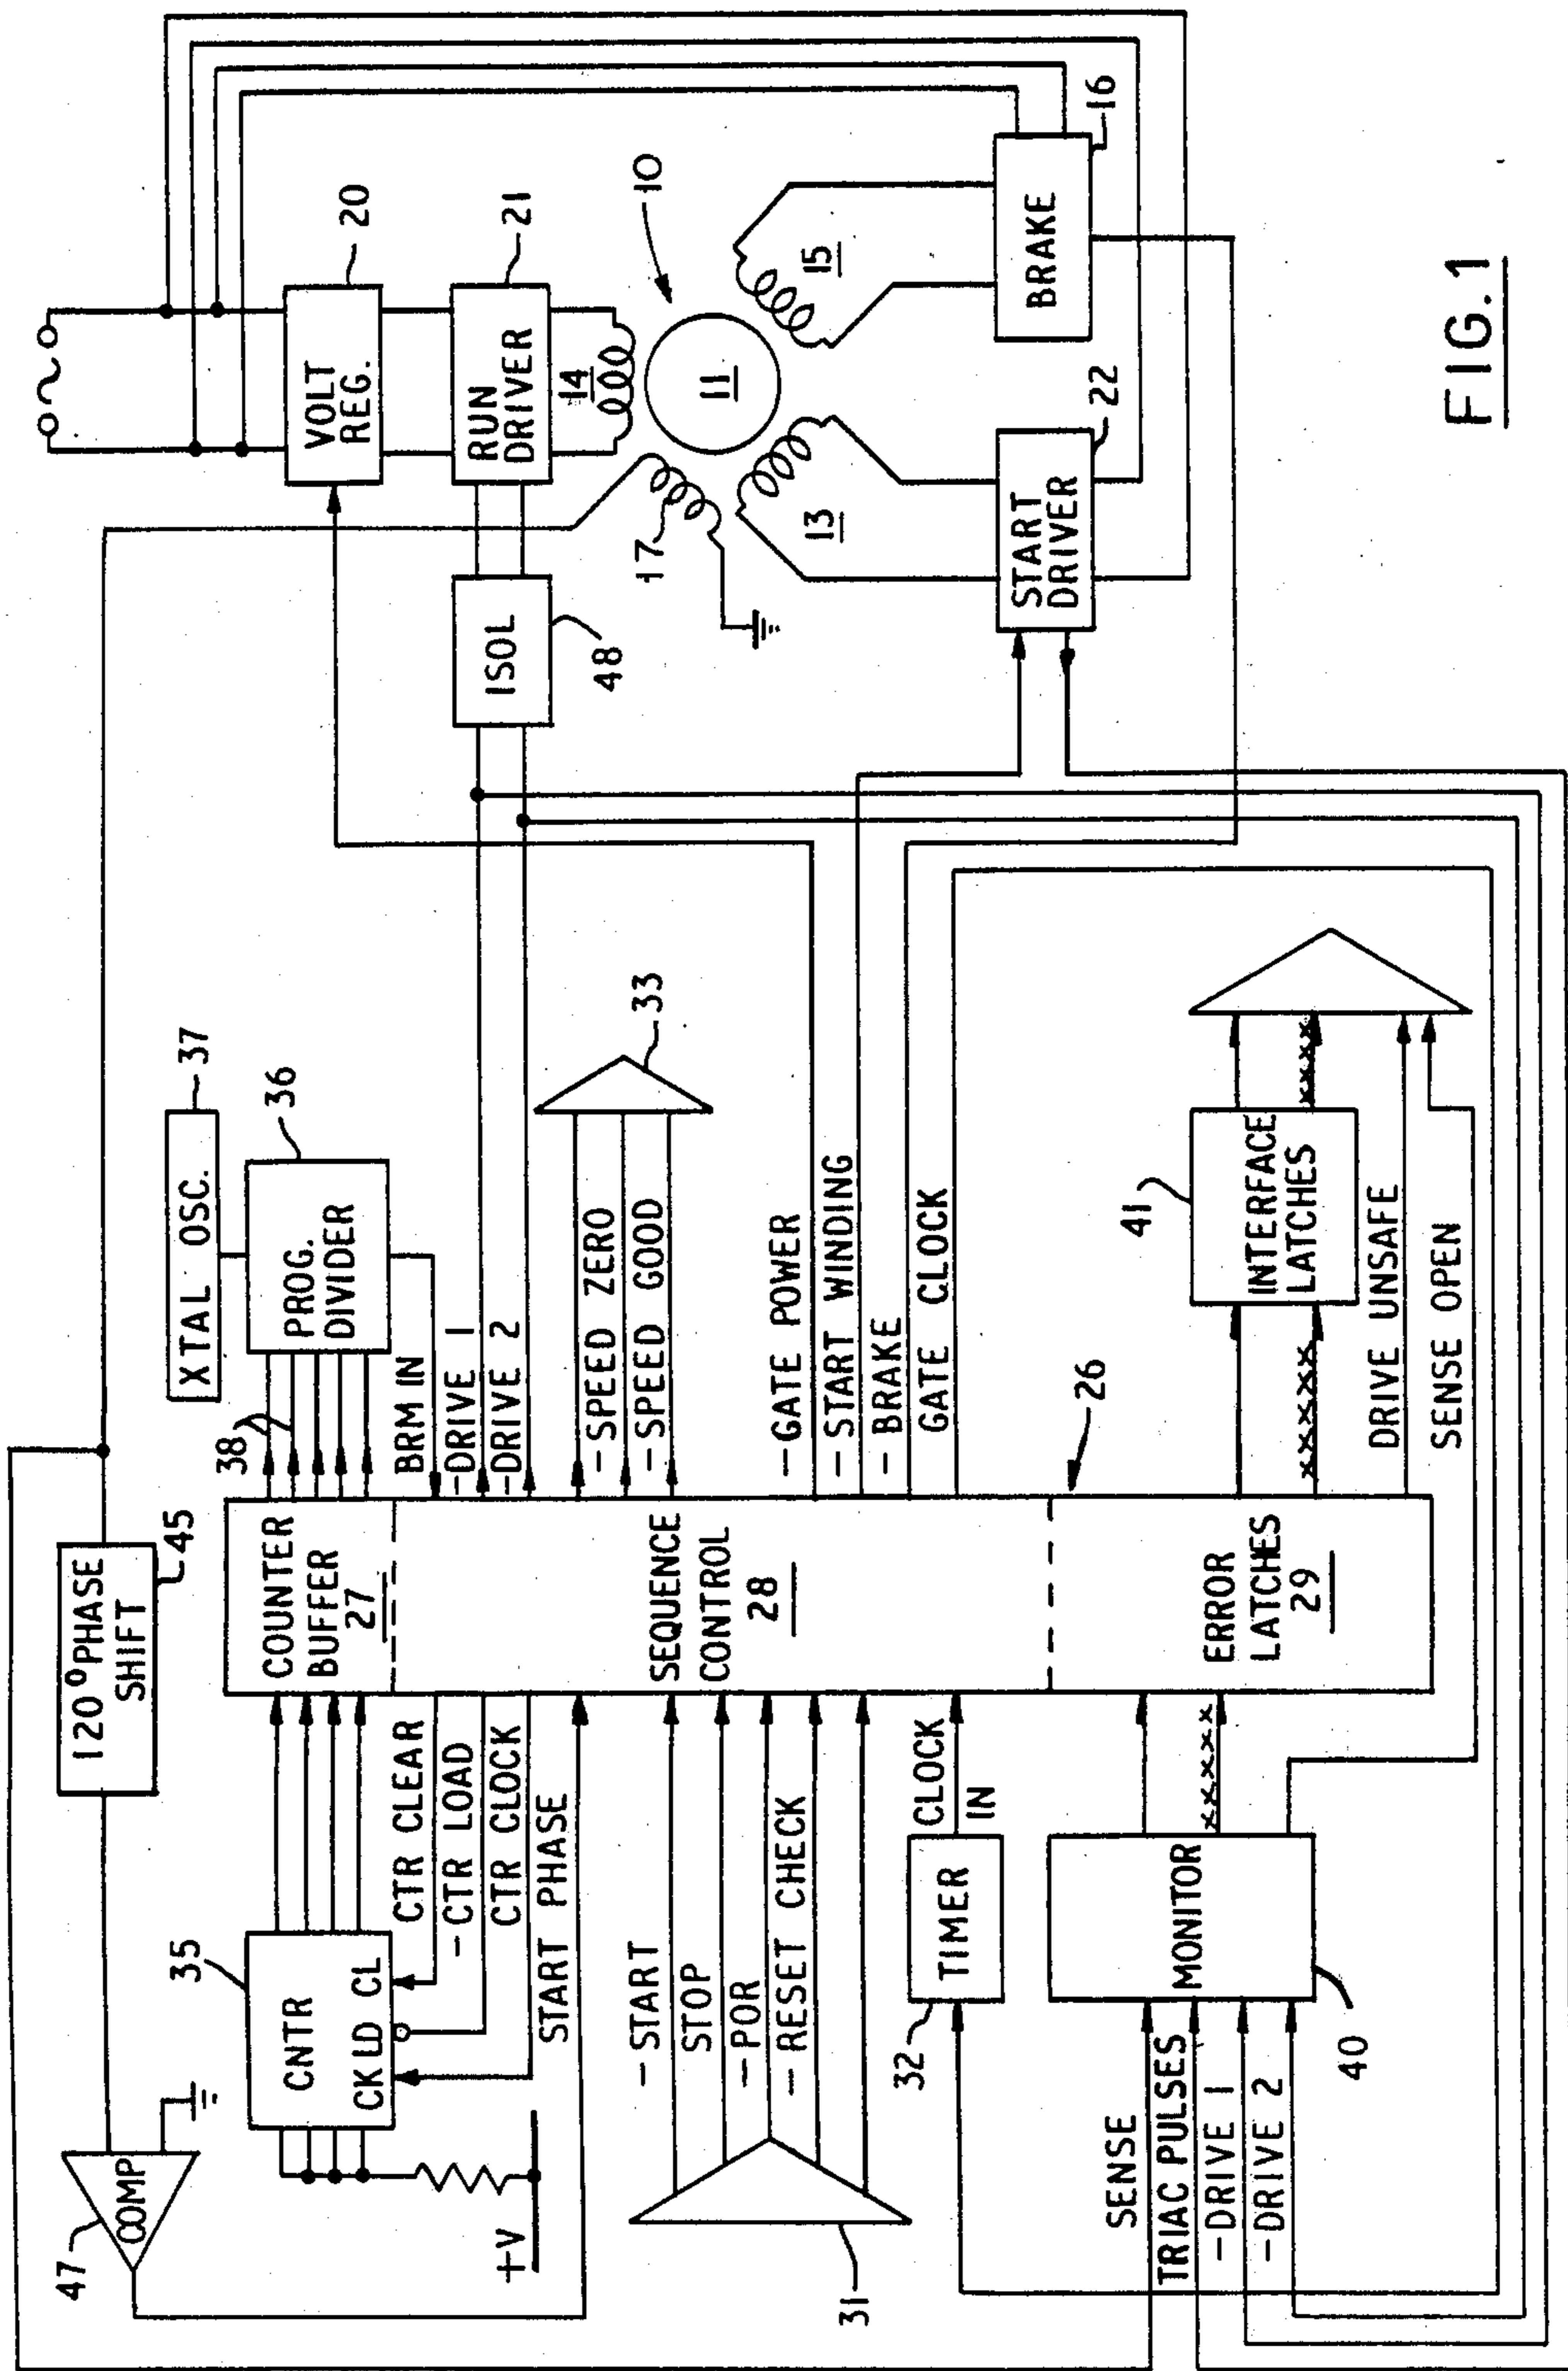 47
COMP
120° PHASE
SHIFT
45
XTAL OSC.
37
35
CNTR
CK LD CL
+V
COUNTER
BUFFER
27
38
PROG.
DIVIDER
36
BRM IN
-DRIVE 1
-DRIVE 2
CTR CLEAR
-CTR LOAD
CTR CLOCK
START PHASE
-SPEED ZERO
-SPEED GOOD
33
SEQUENCE
CONTROL
28
-START
STOP
-POR
-RESET CHECK
31
-GATE POWER
-START WINDING
-BRAKE
GATE CLOCK
32
TIMER
CLOCK
IN
26
SENSE
TRIAC PULSES
-DRIVE 1
-DRIVE 2
MONITOR
40
xxxxx
ERROR
LATCHES
29
xxxxx
41
INTERFACE
LATCHES
xxxx
DRIVE UNSAFE
SENSE OPEN
VOLT
REG.
20
RUN
DRIVER
21
ISOL
48
14
10
11
17
13
15
START
DRIVER
22
BRAKE
16
FIG.1